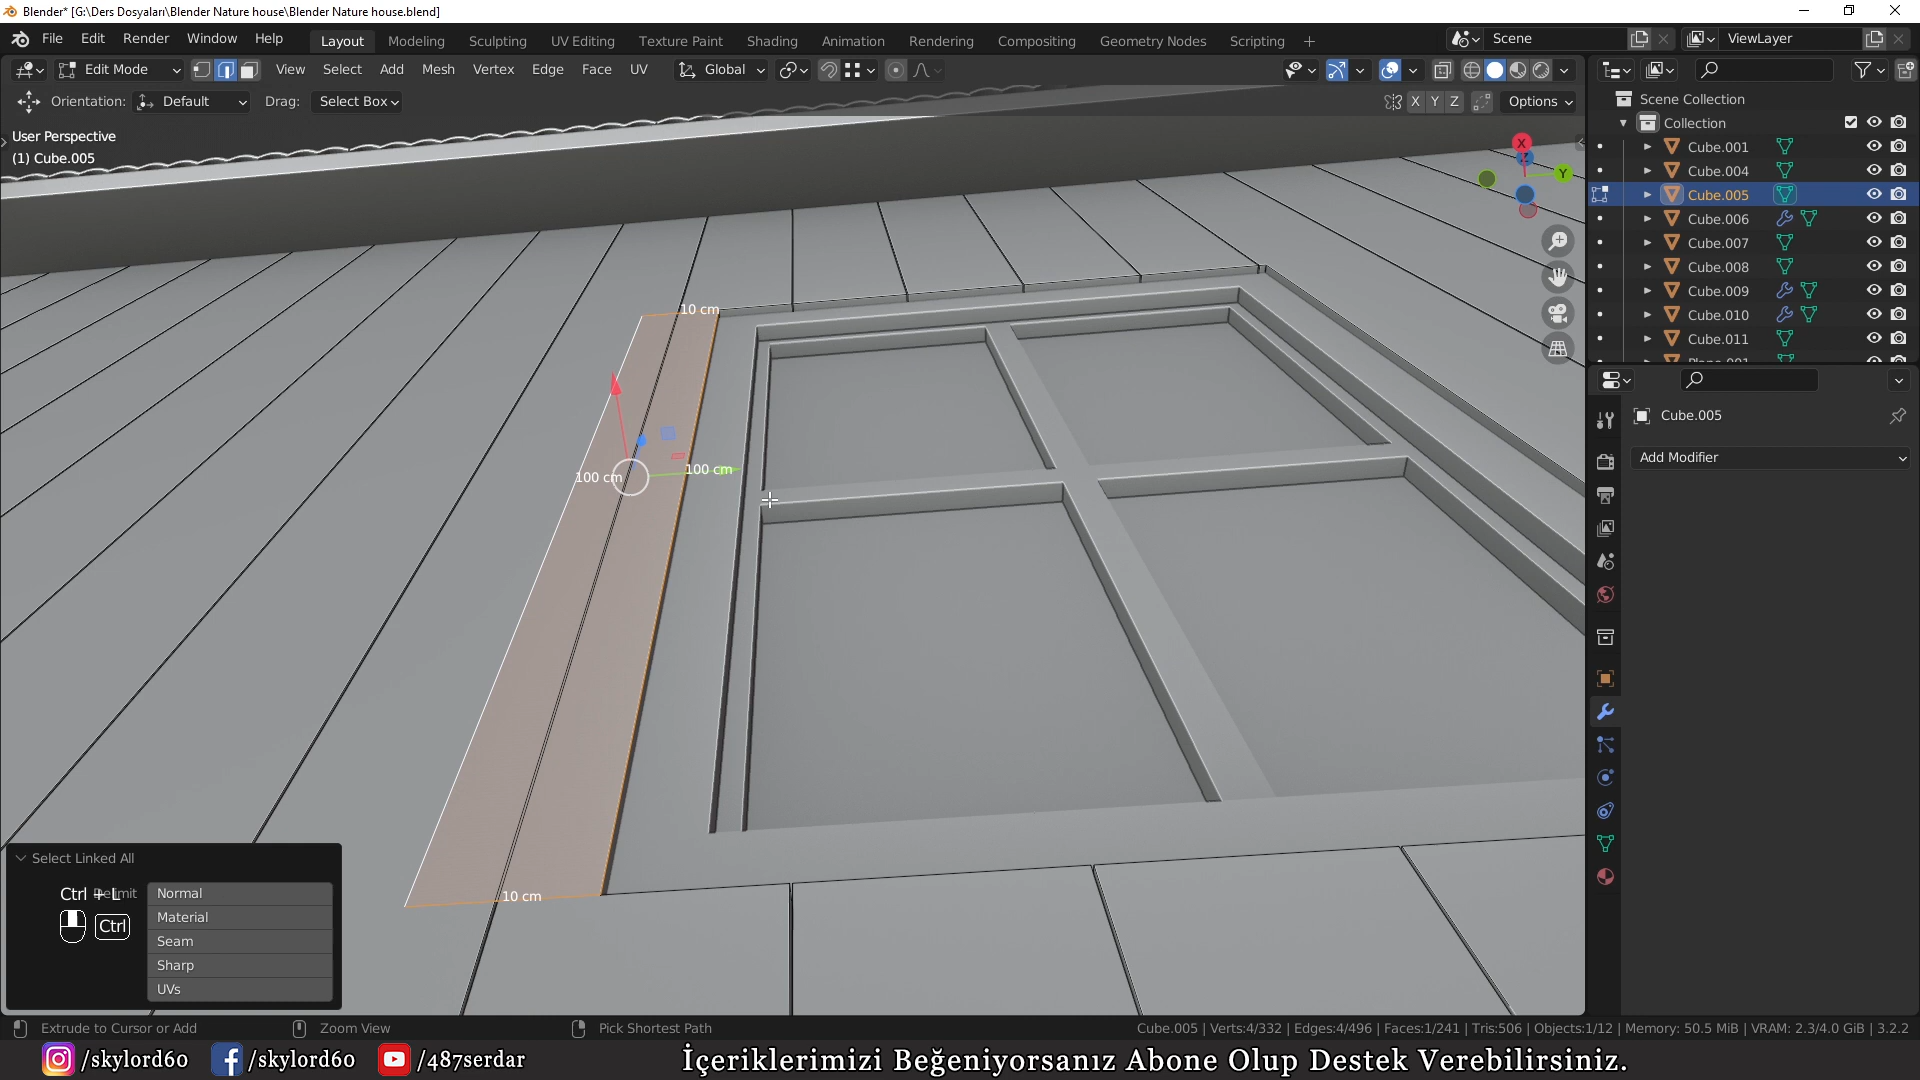 Blender* [G:\Ders Dosyaları\Blender Nature house\Blender Nature house.blend]
File Edit Render Window Help Layout Modeling Sculpting UV Editing Texture Paint Shading Animation Rendering Compositing Geometry Nodes Scripting + Scene ViewLayer
Edit Mode View Select Add Mesh Vertex Edge Face UV Global
Orientation: Default Drag: Select Box X Y Z Options
User Perspective
(1) Cube.005
Scene Collection
Collection
Cube.001
Cube.004
Cube.005
Cube.006
Cube.007
Cube.008
Cube.009
Cube.010
Cube.011
Plane.001
X
Z
Y
10 cm
100 cm
100 cm
10 cm
Cube.005
Add Modifier
Select Linked All
Ctrl + L
Delimit
Normal
Material
Seam
Sharp
UVs
Ctrl
Extrude to Cursor or Add Zoom View Pick Shortest Path Cube.005 | Verts:4/332 | Edges:4/496 | Faces:1/241 | Tris:506 | Objects:1/12 | Memory: 50.5 MiB | VRAM: 2.3/4.0 GiB | 3.2.2
/skylord60 /skylord60 /487serdar İçeriklerimizi Beğeniyorsanız Abone Olup Destek Verebilirsiniz.